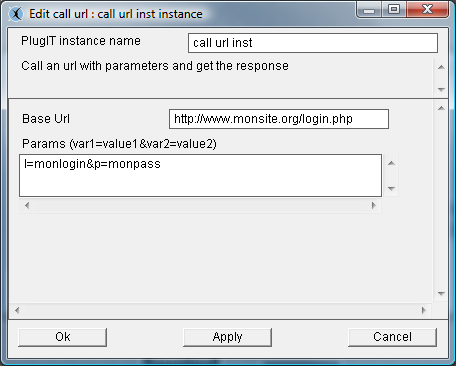 Edit call url : call url inst instance
PlugIT instance name call url inst
Call an url with parameters and get the response
Base Url http://www.monsite.org/login.php
Params (var1=value1&var2=value2)
l=monlogin&p=monpass
Ok Apply Cancel